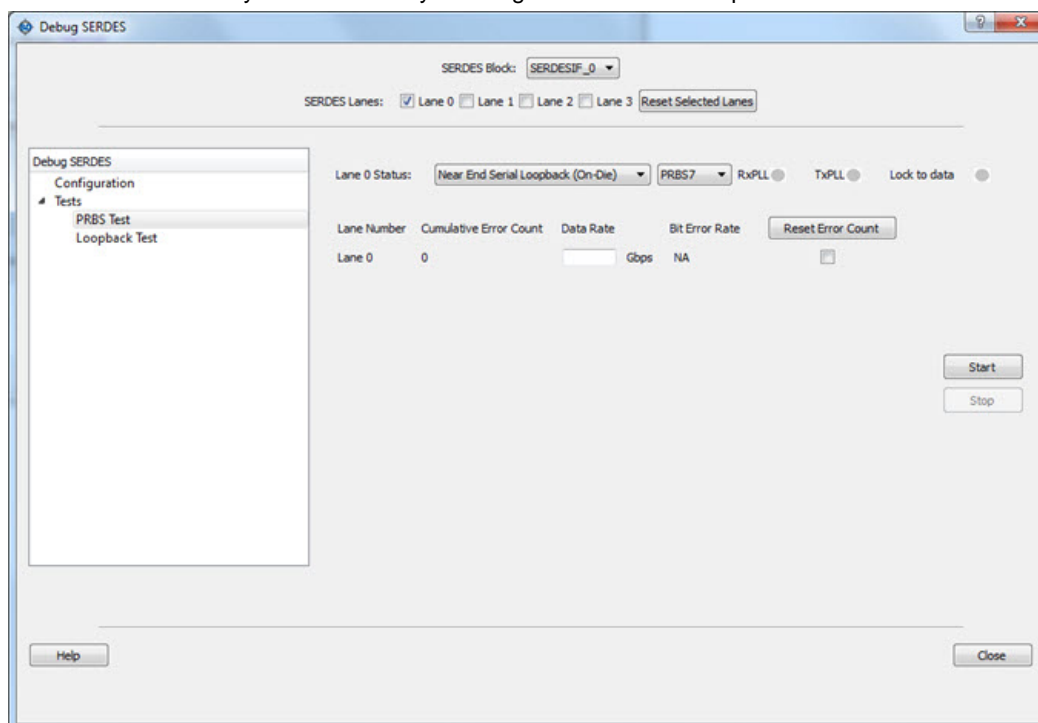 Debug SERDES
SERDES Block: SERDESIF_0
SERDES Lanes: Lane 0 Lane 1 Lane 2 Lane 3 Reset Selected Lanes
Debug SERDES
Configuration
Tests
PRBS Test
Loopback Test
Lane 0 Status: Near End Serial Loopback (On-Die) PRBS7 RxPLL TxPLL Lock to data
Lane Number Cumulative Error Count Data Rate Bit Error Rate Reset Error Count
Lane 0 0 Gbps NA
Start
Stop
Help Close